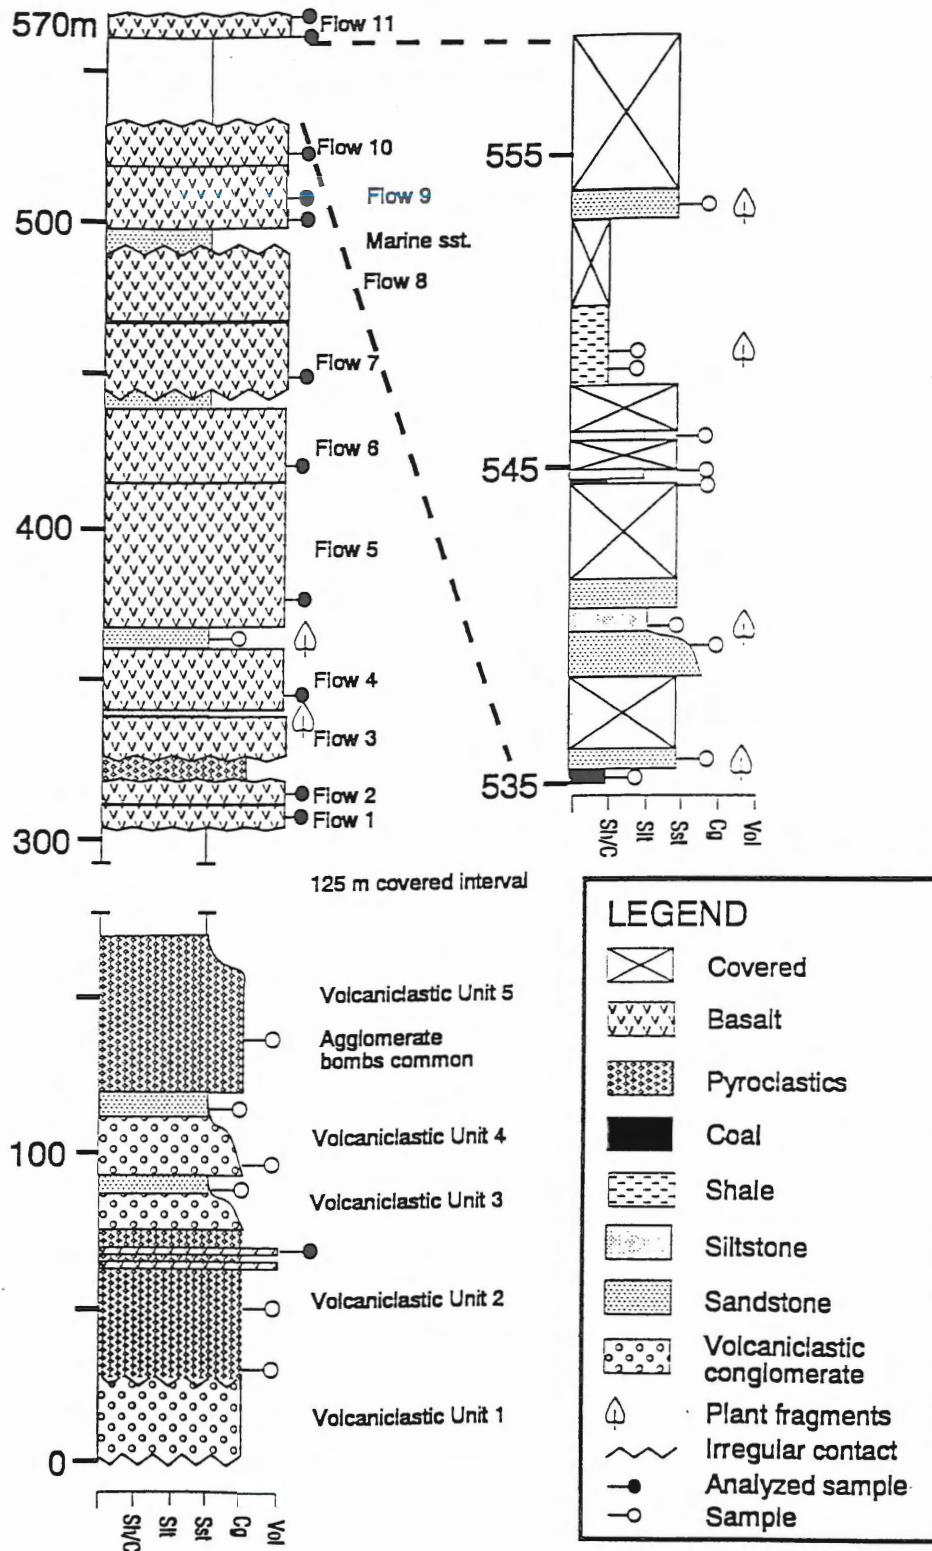 570m
Flow 11
Flow 10
Flow 9
500
Marine sst.
Flow 8
Flow 7
Flow 6
400
Flow 5
Flow 4
Flow 3
Flow 2
Flow 1
300
125 m covered interval
Volcaniclastic Unit 5
Agglomerate
bombs common
Volcaniclastic Unit 4
100
Volcaniclastic Unit 3
Volcaniclastic Unit 2
Volcaniclastic Unit 1
0
Sh/C
Slt
Sst
Cg
Vol
555
545
535
Sh/C
Slt
Sst
Cg
Vol
LEGEND
Covered
Basalt
Pyroclastics
Coal
Shale
Siltstone
Sandstone
Volcaniclastic
conglomerate
Plant fragments
Irregular contact
Analyzed sample
Sample